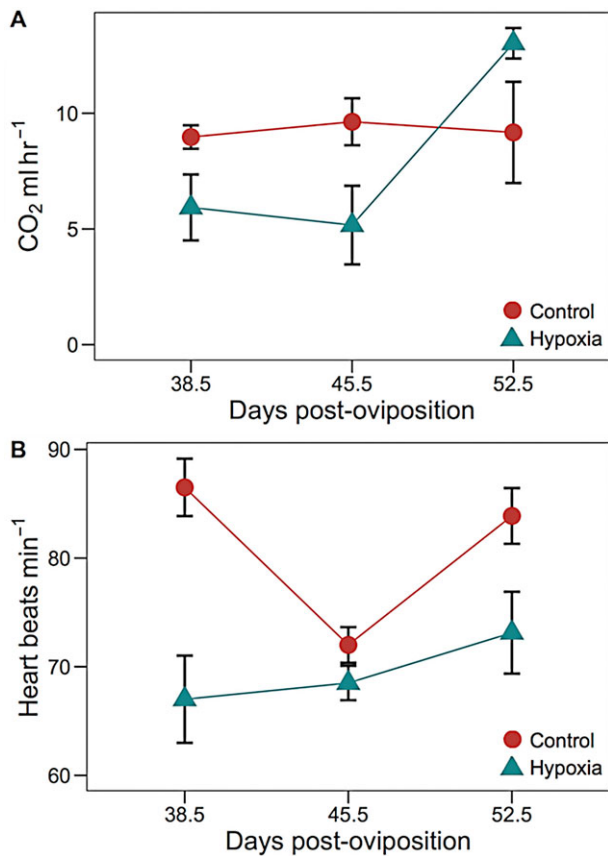 A
CO₂ ml hr⁻¹
10
5
0
Control
Hypoxia
38.5 45.5 52.5
Days post-oviposition
B
Heart beats min⁻¹
90
80
70
60
Control
Hypoxia
38.5 45.5 52.5
Days post-oviposition